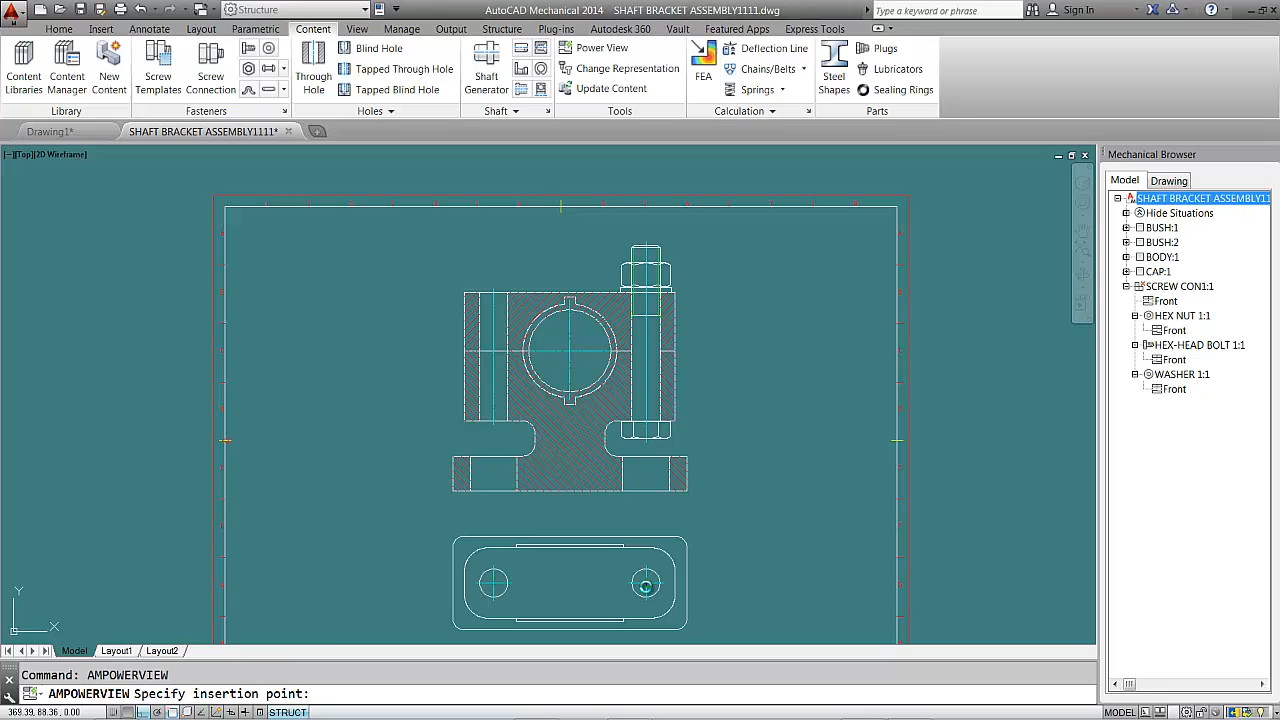 Structure
AutoCAD Mechanical 2014 SHAFT BRACKET ASSEMBLY1111.dwg
Type a keyword or phrase
Sign In
Home Insert Annotate Layout Parametric Content View Manage Output Structure Plug-ins Vault Autodesk 360 Featured Apps Express Tools
Content Libraries
Content Manager
New Content
Library
Screw Templates
Screw Connection
Fasteners
Through Hole
Blind Hole
Tapped Through Hole
Tapped Blind Hole
Holes
Shaft Generator
Shaft
Power View
Change Representation
Update Content
Tools
FEA
Deflection Line
Chains/Belts
Springs
Calculation
Steel Shapes
Plugs
Lubricators
Sealing Rings
Parts
Drawing1*
SHAFT BRACKET ASSEMBLY1111*
[−][Top][2D Wireframe]
Mechanical Browser
Model Drawing
SHAFT BRACKET ASSEMBLY11
Hide Situations
BUSH:1
BUSH:2
BODY:1
CAP:1
SCREW CON1:1
Front
HEX NUT 1:1
Front
HEX-HEAD BOLT 1:1
Front
WASHER 1:1
Front
Y
X
Model Layout1 Layout2
Command: AMPOWERVIEW
AMPOWERVIEW Specify insertion point:
369.39, 88.36, 0.00
STRUCT
MODEL